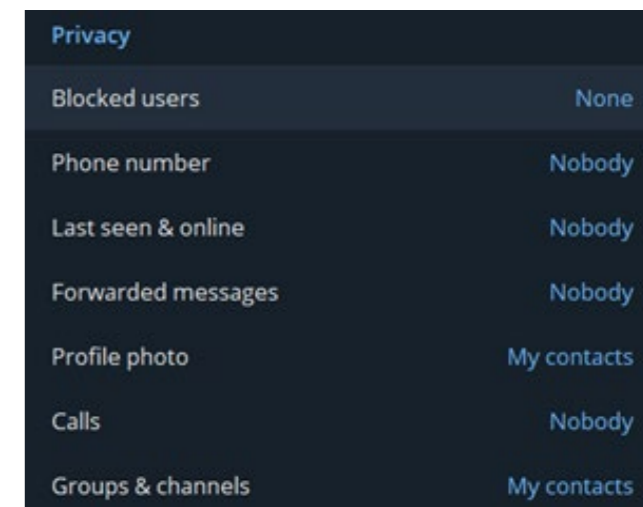 Privacy
Blocked users None
Phone number Nobody
Last seen & online Nobody
Forwarded messages Nobody
Profile photo My contacts
Calls Nobody
Groups & channels My contacts